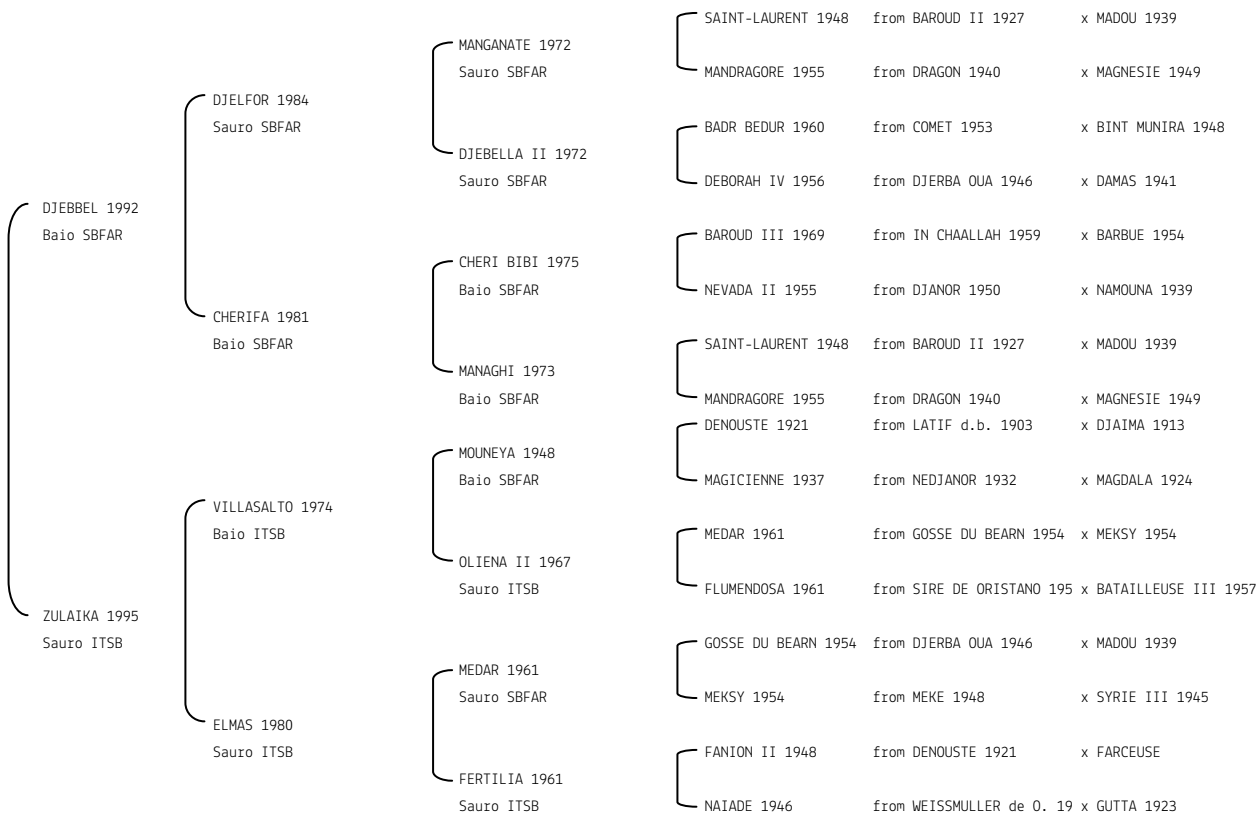 SAINT-LAURENT 1948 from BAROUD II 1927 x MADOU 1939
MANGANATE 1972
Sauro SBFAR
MANDRAGORE 1955 from DRAGON 1940 x MAGNESIE 1949
DJELFOR 1984
Sauro SBFAR
BADR BEDUR 1960 from COMET 1953 x BINT MUNIRA 1948
DJEBELLA II 1972
Sauro SBFAR
DEBORAH IV 1956 from DJERBA OUA 1946 x DAMAS 1941
DJEBBEL 1992
Baio SBFAR
BAROUD III 1969 from IN CHAALLAH 1959 x BARBUE 1954
CHERI BIBI 1975
Baio SBFAR
NEVADA II 1955 from DJANOR 1950 x NAMOUNA 1939
CHERIFA 1981
Baio SBFAR
SAINT-LAURENT 1948 from BAROUD II 1927 x MADOU 1939
MANAGHI 1973
Baio SBFAR
MANDRAGORE 1955 from DRAGON 1940 x MAGNESIE 1949
DENOUSTE 1921 from LATIF d.b. 1903 x DJAIMA 1913
MOUNEYA 1948
Baio SBFAR
MAGICIENNE 1937 from NEDJANOR 1932 x MAGDALA 1924
VILLASALTO 1974
Baio ITSB
MEDAR 1961 from GOSSE DU BEARN 1954 x MEKSY 1954
OLIENA II 1967
Sauro ITSB
FLUMENDOSA 1961 from SIRE DE ORISTANO 195 x BATAILLEUSE III 1957
ZULAIKA 1995
Sauro ITSB
GOSSE DU BEARN 1954 from DJERBA OUA 1946 x MADOU 1939
MEDAR 1961
Sauro SBFAR
MEKSY 1954 from MEKE 1948 x SYRIE III 1945
ELMAS 1980
Sauro ITSB
FANION II 1948 from DENOUSTE 1921 x FARCEUSE
FERTILIA 1961
Sauro ITSB
NAIADE 1946 from WEISSMULLER de O. 19 x GUTTA 1923